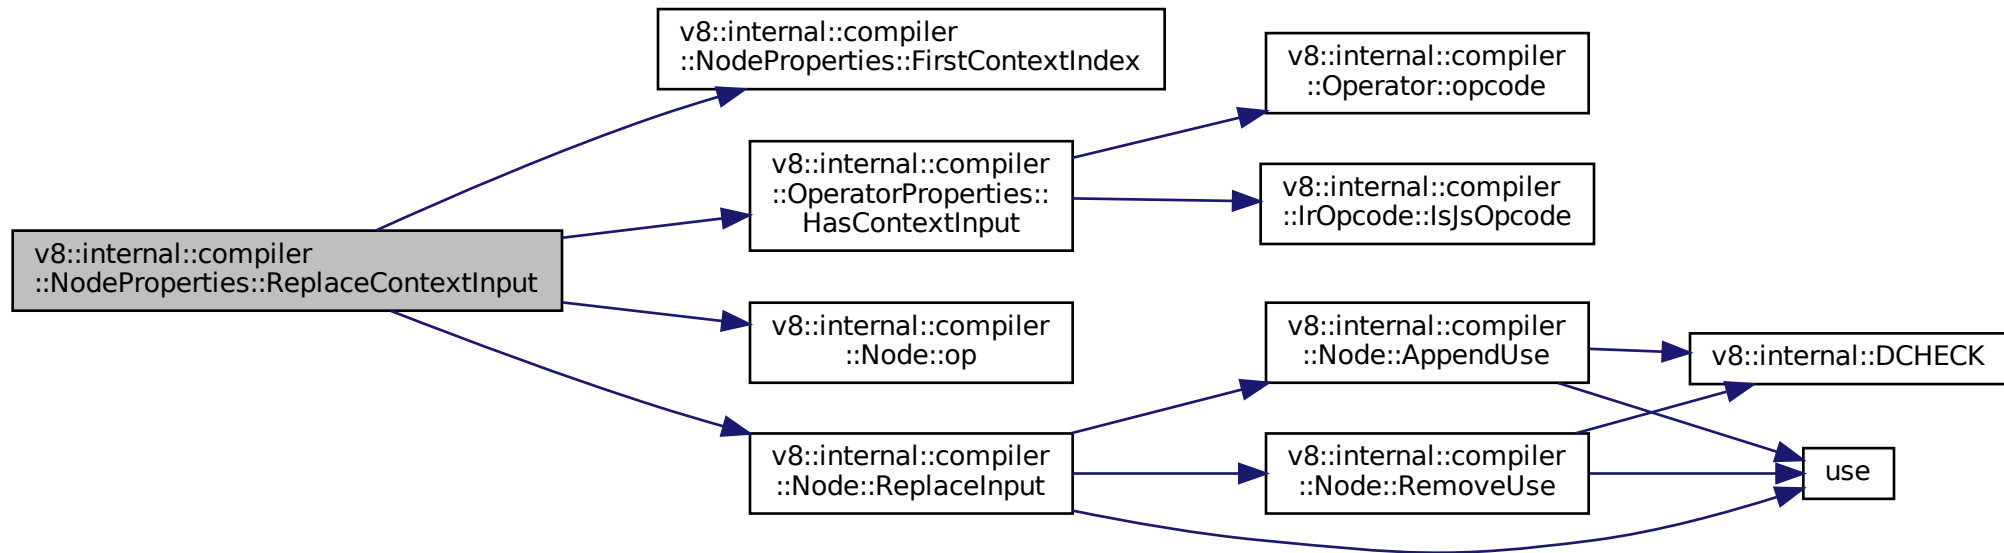 v8::internal::compiler
::NodeProperties::ReplaceContextInput
v8::internal::compiler
::NodeProperties::FirstContextIndex
v8::internal::compiler
::OperatorProperties::
HasContextInput
v8::internal::compiler
::Operator::opcode
v8::internal::compiler
::IrOpcode::IsJsOpcode
v8::internal::compiler
::Node::op
v8::internal::compiler
::Node::ReplaceInput
v8::internal::compiler
::Node::AppendUse
v8::internal::DCHECK
v8::internal::compiler
::Node::RemoveUse
use